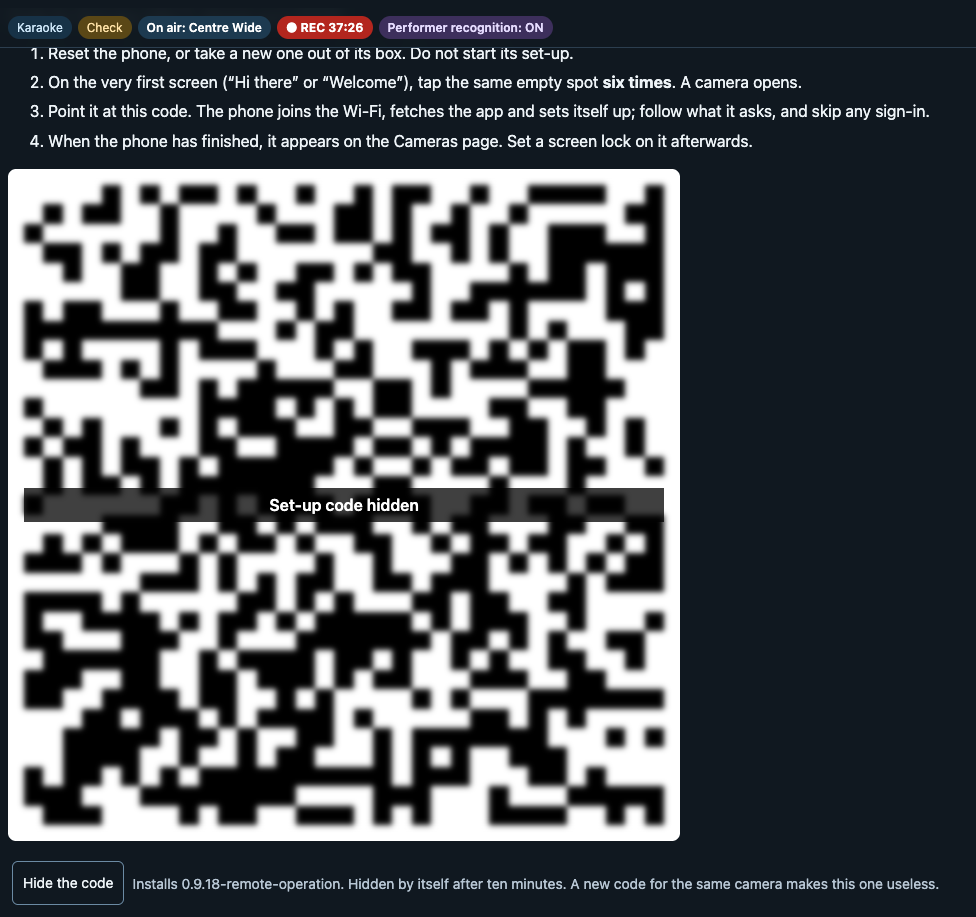 Karaoke Check On air: Centre Wide REC 37:26 Performer recognition: ON
1. Reset the phone, or take a new one out of its box. Do not start its set-up.
2. On the very first screen (“Hi there” or “Welcome”), tap the same empty spot six times. A camera opens.
3. Point it at this code. The phone joins the Wi-Fi, fetches the app and sets itself up; follow what it asks, and skip any sign-in.
4. When the phone has finished, it appears on the Cameras page. Set a screen lock on it afterwards.
Set-up code hidden
Hide the code Installs 0.9.18-remote-operation. Hidden by itself after ten minutes. A new code for the same camera makes this one useless.